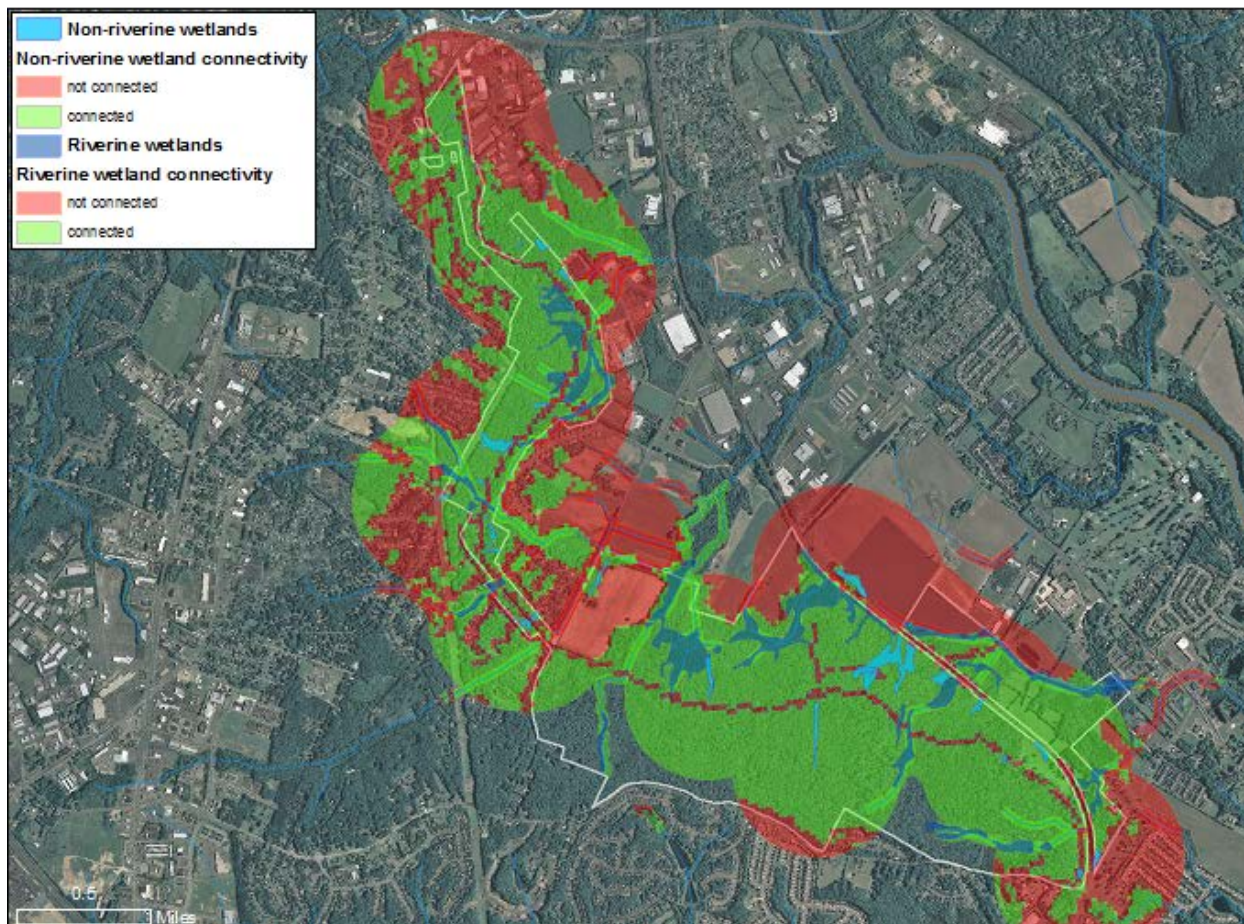 Non-riverine wetlands
Non-riverine wetland connectivity
not connected
connected
Riverine wetlands
Riverine wetland connectivity
not connected
connected
0.5
Miles